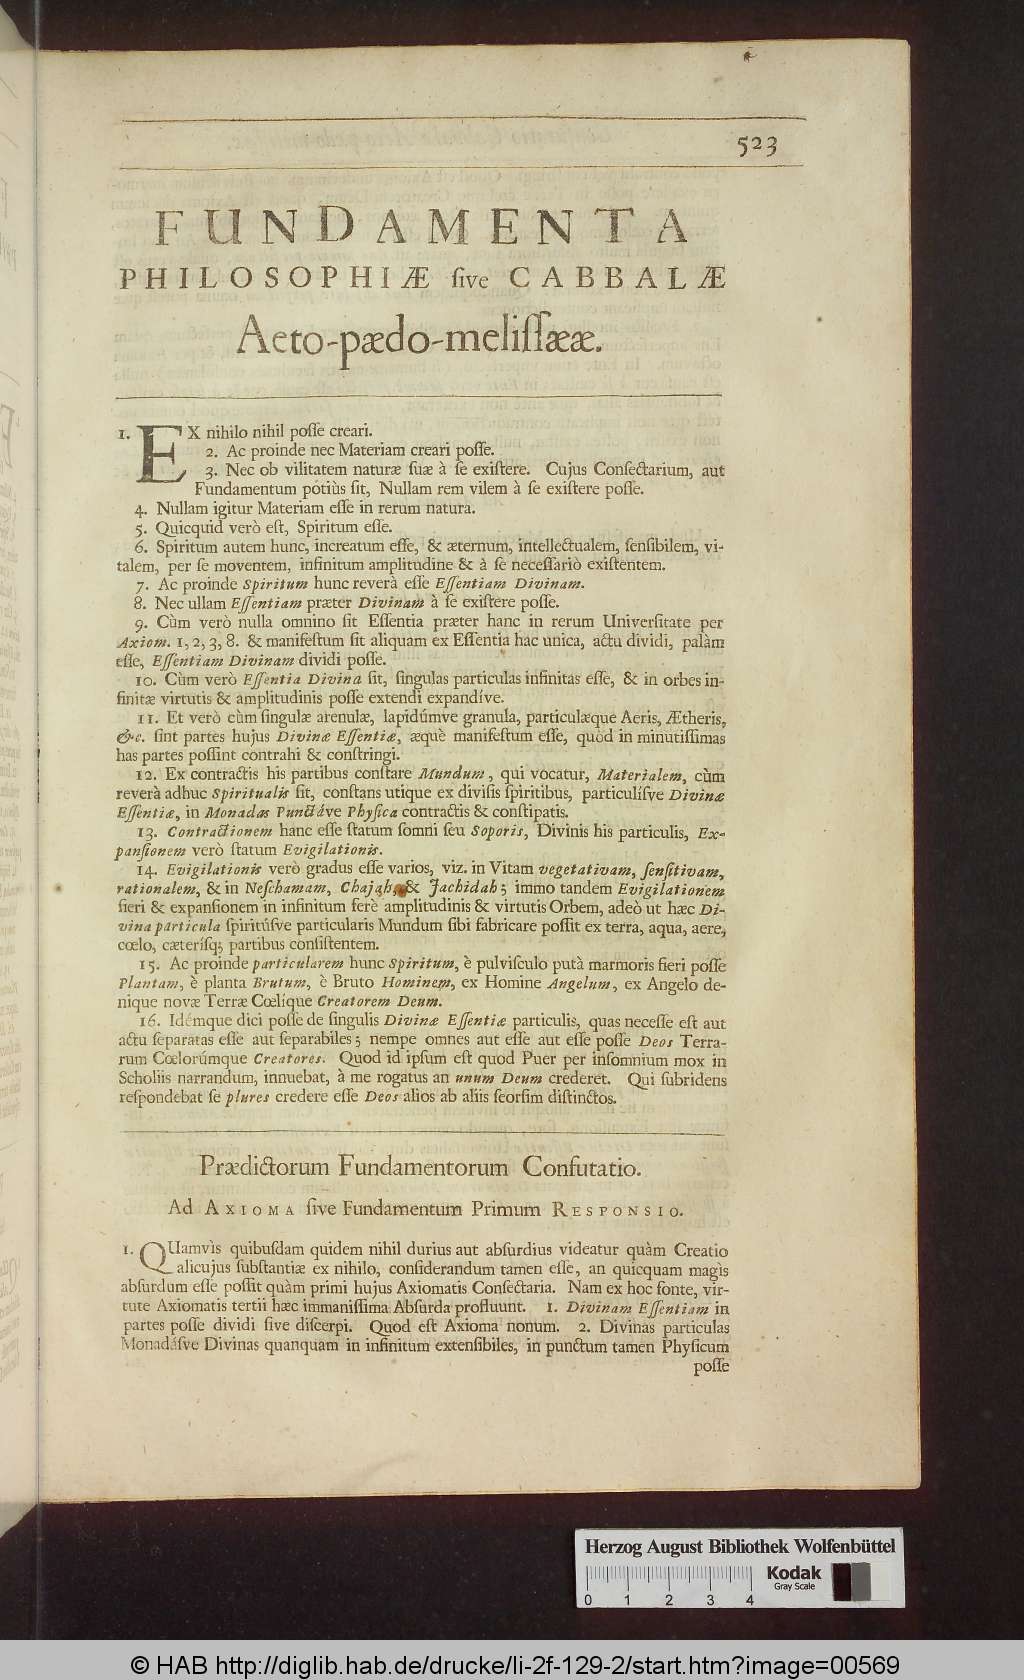 523
FUNDAMENTA
PHILOSOPHIÆ ſive CABBALÆ
Aeto-pædo-meliſſææ.
1. EX nihilo nihil poſſe creari.
2. Ac proinde nec Materiam creari poſſe.
3. Nec ob vilitatem naturæ ſuæ à ſe exiſtere. Cujus Conſectarium, aut
Fundamentum potiùs ſit, Nullam rem vilem à ſe exiſtere poſſe.
4. Nullam igitur Materiam eſſe in rerum natura.
5. Quicquid verò eſt, Spiritum eſſe.
6. Spiritum autem hunc, increatum eſſe, & æternum, intellectualem, ſenſibilem, vi-
talem, per ſe moventem, infinitum amplitudine & à ſe neceſſariò exiſtentem.
7. Ac proinde Spiritum hunc reverà eſſe Eſſentiam Divinam.
8. Nec ullam Eſſentiam præter Divinam à ſe exiſtere poſſe.
9. Cùm verò nulla omnino ſit Eſſentia præter hanc in rerum Univerſitate per
Axiom. 1, 2, 3, 8. & manifeſtum ſit aliquam ex Eſſentia hac unica, actu dividi, palàm
eſſe, Eſſentiam Divinam dividi poſſe.
10. Cùm verò Eſſentia Divina ſit, ſingulas particulas infinitas eſſe, & in orbes in-
finitæ virtutis & amplitudinis poſſe extendi expandíve.
11. Et verò cùm ſingulæ arenulæ, lapidúmve granula, particulæque Aeris, Ætheris,
&c. ſint partes hujus Divinæ Eſſentiæ, æquè manifeſtum eſſe, quòd in minutiſſimas
has partes poſſint contrahi & conſtringi.
12. Ex contractis his partibus conſtare Mundum, qui vocatur, Materialem, cùm
reverà adhuc Spiritualis ſit, conſtans utique ex diviſis ſpiritibus, particulíſve Divinæ
Eſſentiæ, in Monadas Punctáve Phyſica contractis & conſtipatis.
13. Contractionem hanc eſſe ſtatum ſomni ſeu Soporis, Divinis his particulis, Ex-
panſionem verò ſtatum Evigilationis.
14. Evigilationis verò gradus eſſe varios, viz. in Vitam vegetativam, ſenſitivam,
rationalem, & in Neſchamam, Chajah, & Jachidah; immo tandem Evigilationem
fieri & expanſionem in infinitum ferè amplitudinis & virtutis Orbem, adeò ut hæc Di-
vina particula ſpiritúſve particularis Mundum ſibi fabricare poſſit ex terra, aqua, aere,
cœlo, cæteríſq; partibus conſiſtentem.
15. Ac proinde particularem hunc Spiritum, è pulviſculo putà marmoris fieri poſſe
Plantam, è planta Brutum, è Bruto Hominem, ex Homine Angelum, ex Angelo de-
nique novæ Terræ Cœlíque Creatorem Deum.
16. Idémque dici poſſe de ſingulis Divinæ Eſſentiæ particulis, quas neceſſe eſt aut
actu ſeparatas eſſe aut ſeparabiles; nempe omnes aut eſſe aut eſſe poſſe Deos Terra-
rum Cœlorúmque Creatores. Quod id ipſum eſt quod Puer per inſomnium mox in
Scholiis narrandum, innuebat, à me rogatus an unum Deum crederet. Qui ſubridens
reſpondebat ſe plures credere eſſe Deos alios ab aliis ſeorſim diſtinctos.
Prædictorum Fundamentorum Confutatio.
Ad AXIOMA ſive Fundamentum Primum RESPONSIO.
1. QUamvìs quibuſdam quidem nihil durius aut abſurdius videatur quàm Creatio
alicujus ſubſtantiæ ex nihilo, conſiderandum tamen eſſe, an quicquam magìs
abſurdum eſſe poſſit quàm primi hujus Axiomatis Conſectaria. Nam ex hoc fonte, vir-
tute Axiomatis tertii hæc immaniſſima Abſurda profluunt. 1. Divinam Eſſentiam in
partes poſſe dividi ſive diſcerpi. Quod eſt Axioma nonum. 2. Divinas particulas
Monadáſve Divinas quanquam in infinitum extenſibiles, in punctum tamen Phyſicum
poſſe
Herzog August Bibliothek Wolfenbüttel
Kodak
Gray Scale
0 1 2 3 4
© HAB http://diglib.hab.de/drucke/li-2f-129-2/start.htm?image=00569